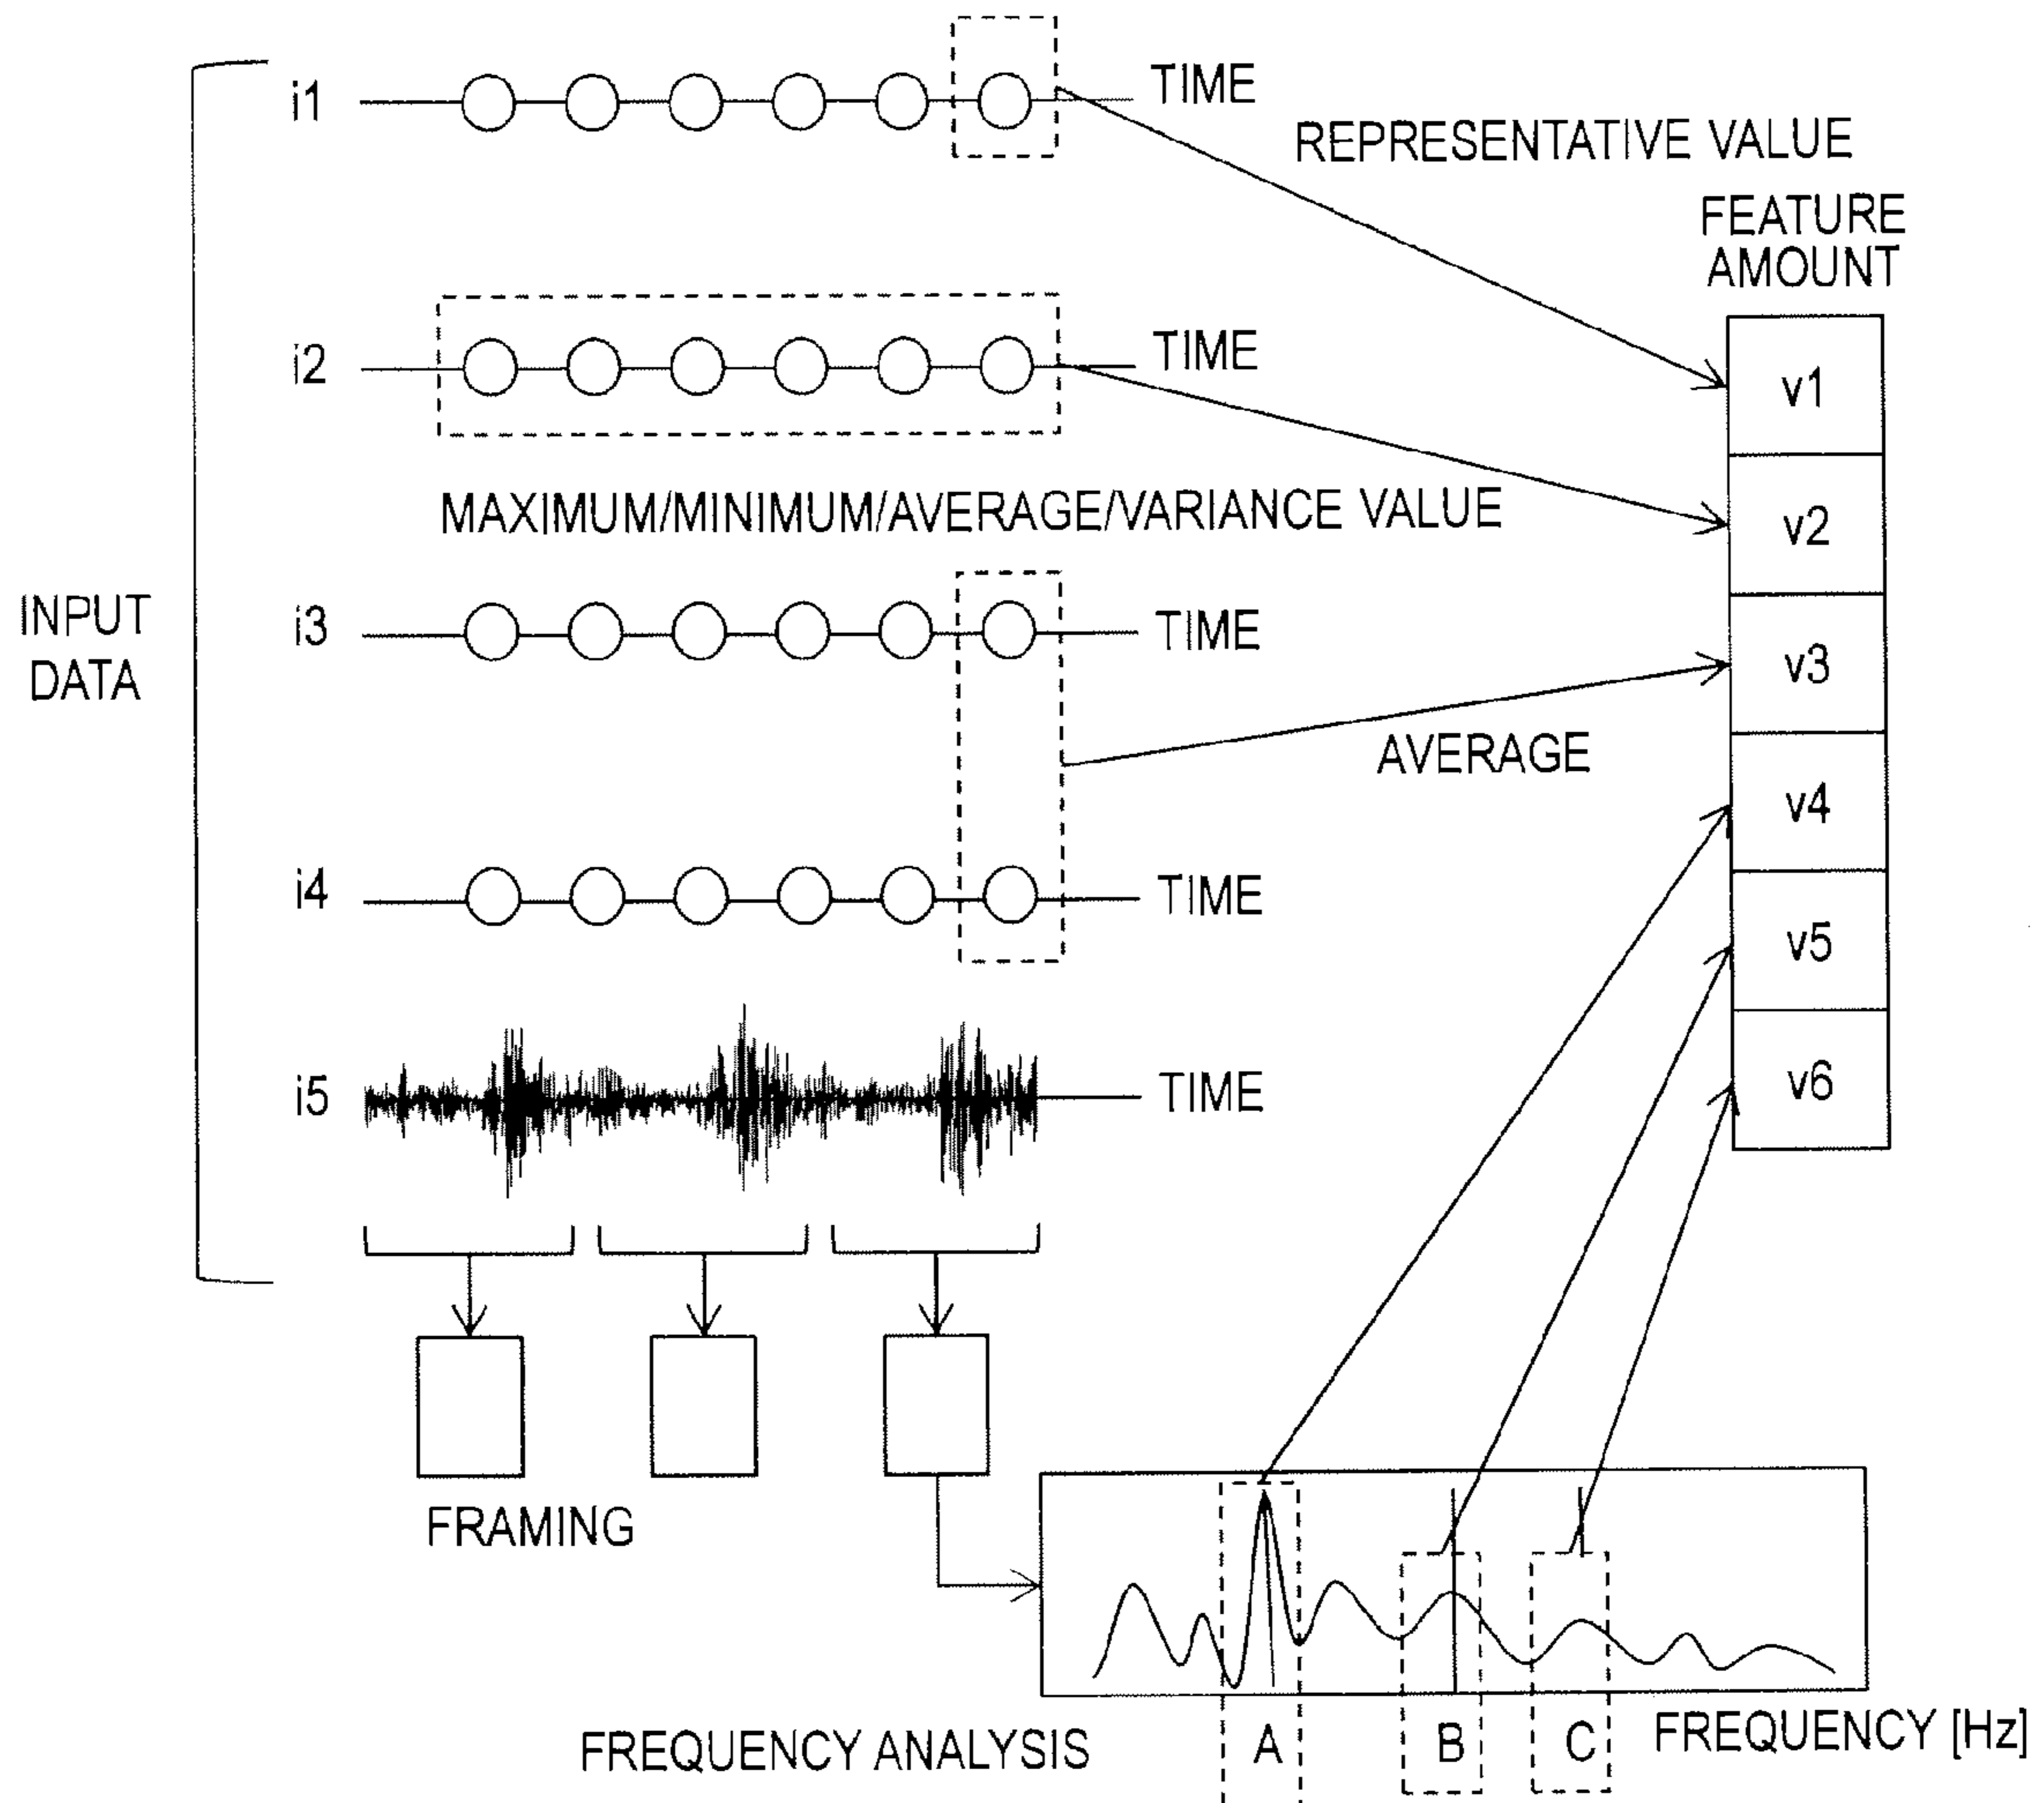 i1
TIME
REPRESENTATIVE VALUE
FEATURE
AMOUNT
i2
TIME
v1
MAXIMUM/MINIMUM/AVERAGE/VARIANCE VALUE
v2
INPUT
DATA
i3
TIME
v3
AVERAGE
v4
i4
TIME
v5
i5
TIME
v6
FRAMING
FREQUENCY ANALYSIS
A
B
C
FREQUENCY [Hz]